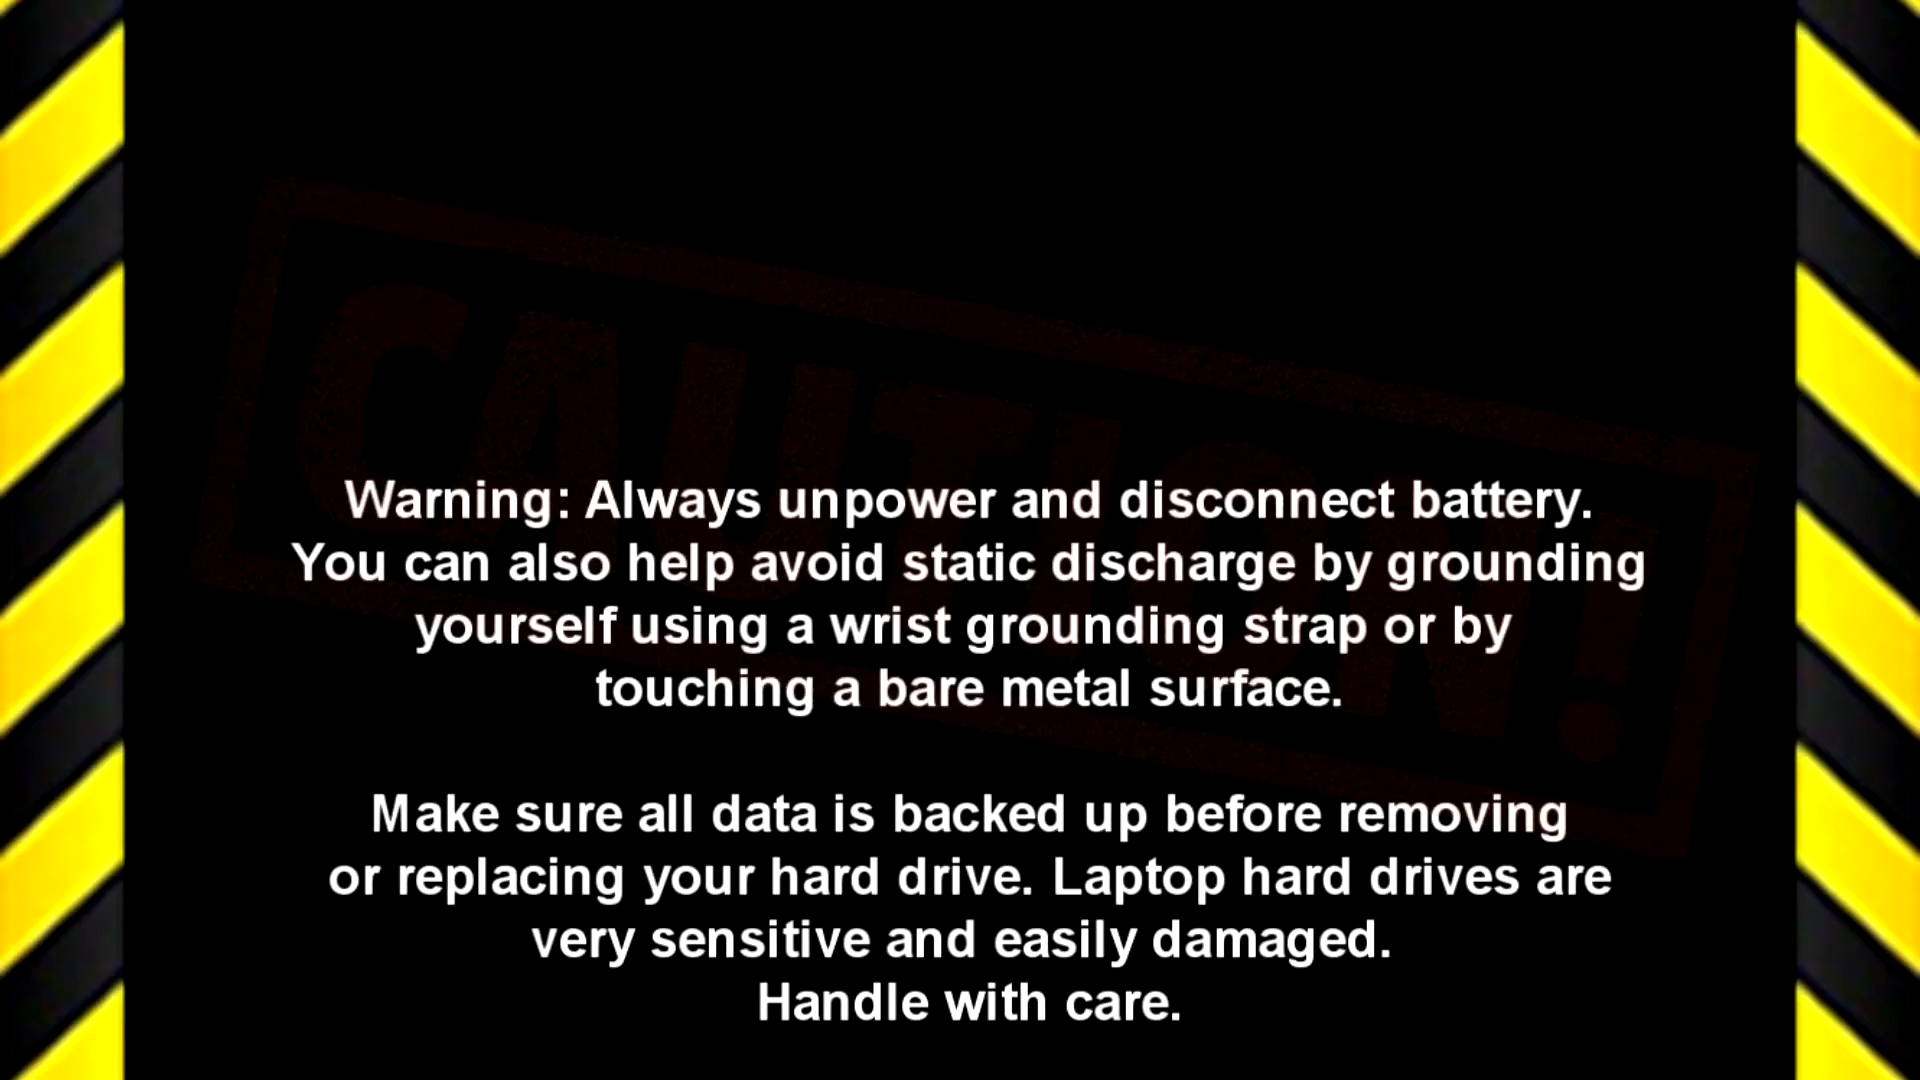 CAUTION!
Warning: Always unpower and disconnect battery.
You can also help avoid static discharge by grounding
yourself using a wrist grounding strap or by
touching a bare metal surface.
Make sure all data is backed up before removing
or replacing your hard drive. Laptop hard drives are
very sensitive and easily damaged.
Handle with care.